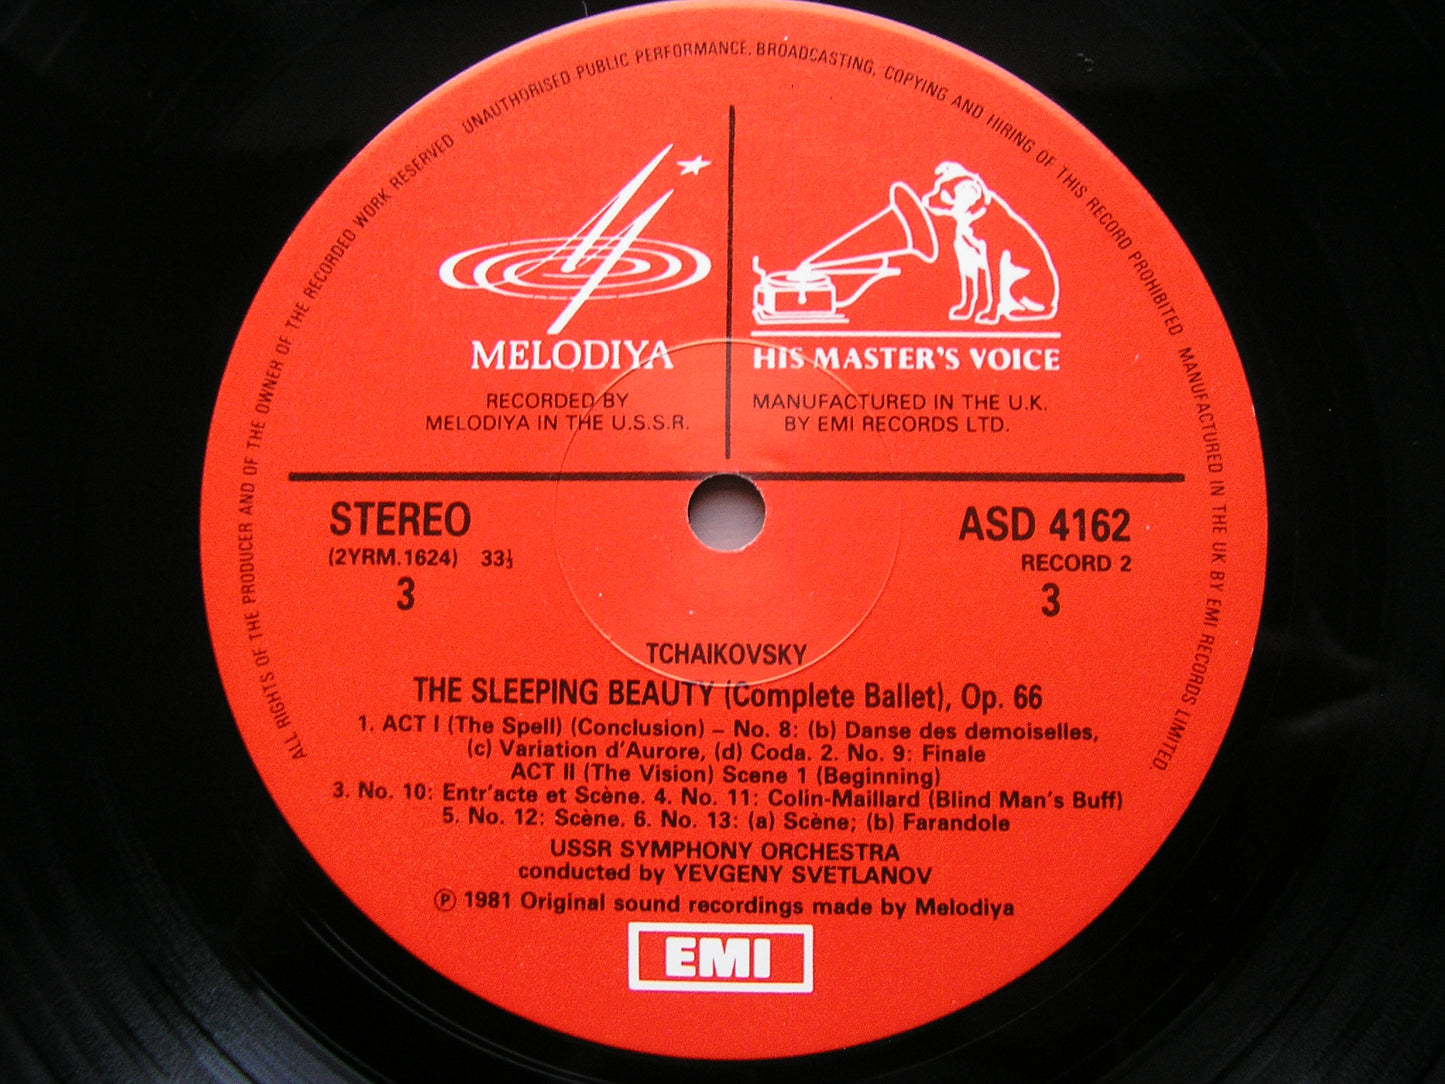 ALL RIGHTS OF THE PRODUCER AND OF THE OWNER OF THE RECORDED WORK RESERVED UNAUTHORISED PUBLIC PERFORMANCE. BROADCASTING, COPYING AND HIRING OF THIS RECORD PROHIBITED MANUFACTURED IN THE UK BY EMI RECORDS LIMITED.
MELODIYA
HIS MASTER'S VOICE
RECORDED BY
MELODIYA IN THE U.S.S.R.
MANUFACTURED IN THE U.K.
BY EMI RECORDS LTD.
STEREO
(2YRM.1624) 33⅓
3
ASD 4162
RECORD 2
3
TCHAIKOVSKY
THE SLEEPING BEAUTY (Complete Ballet), Op. 66
1. ACT I (The Spell) (Conclusion) – No. 8: (b) Danse des demoiselles,
(c) Variation d'Aurore, (d) Coda. 2. No. 9: Finale
ACT II (The Vision) Scene 1 (Beginning)
3. No. 10: Entr'acte et Scène. 4. No. 11: Colin-Maillard (Blind Man's Buff)
5. No. 12: Scène. 6. No. 13: (a) Scène; (b) Farandole
USSR SYMPHONY ORCHESTRA
conducted by YEVGENY SVETLANOV
℗ 1981 Original sound recordings made by Melodiya
EMI